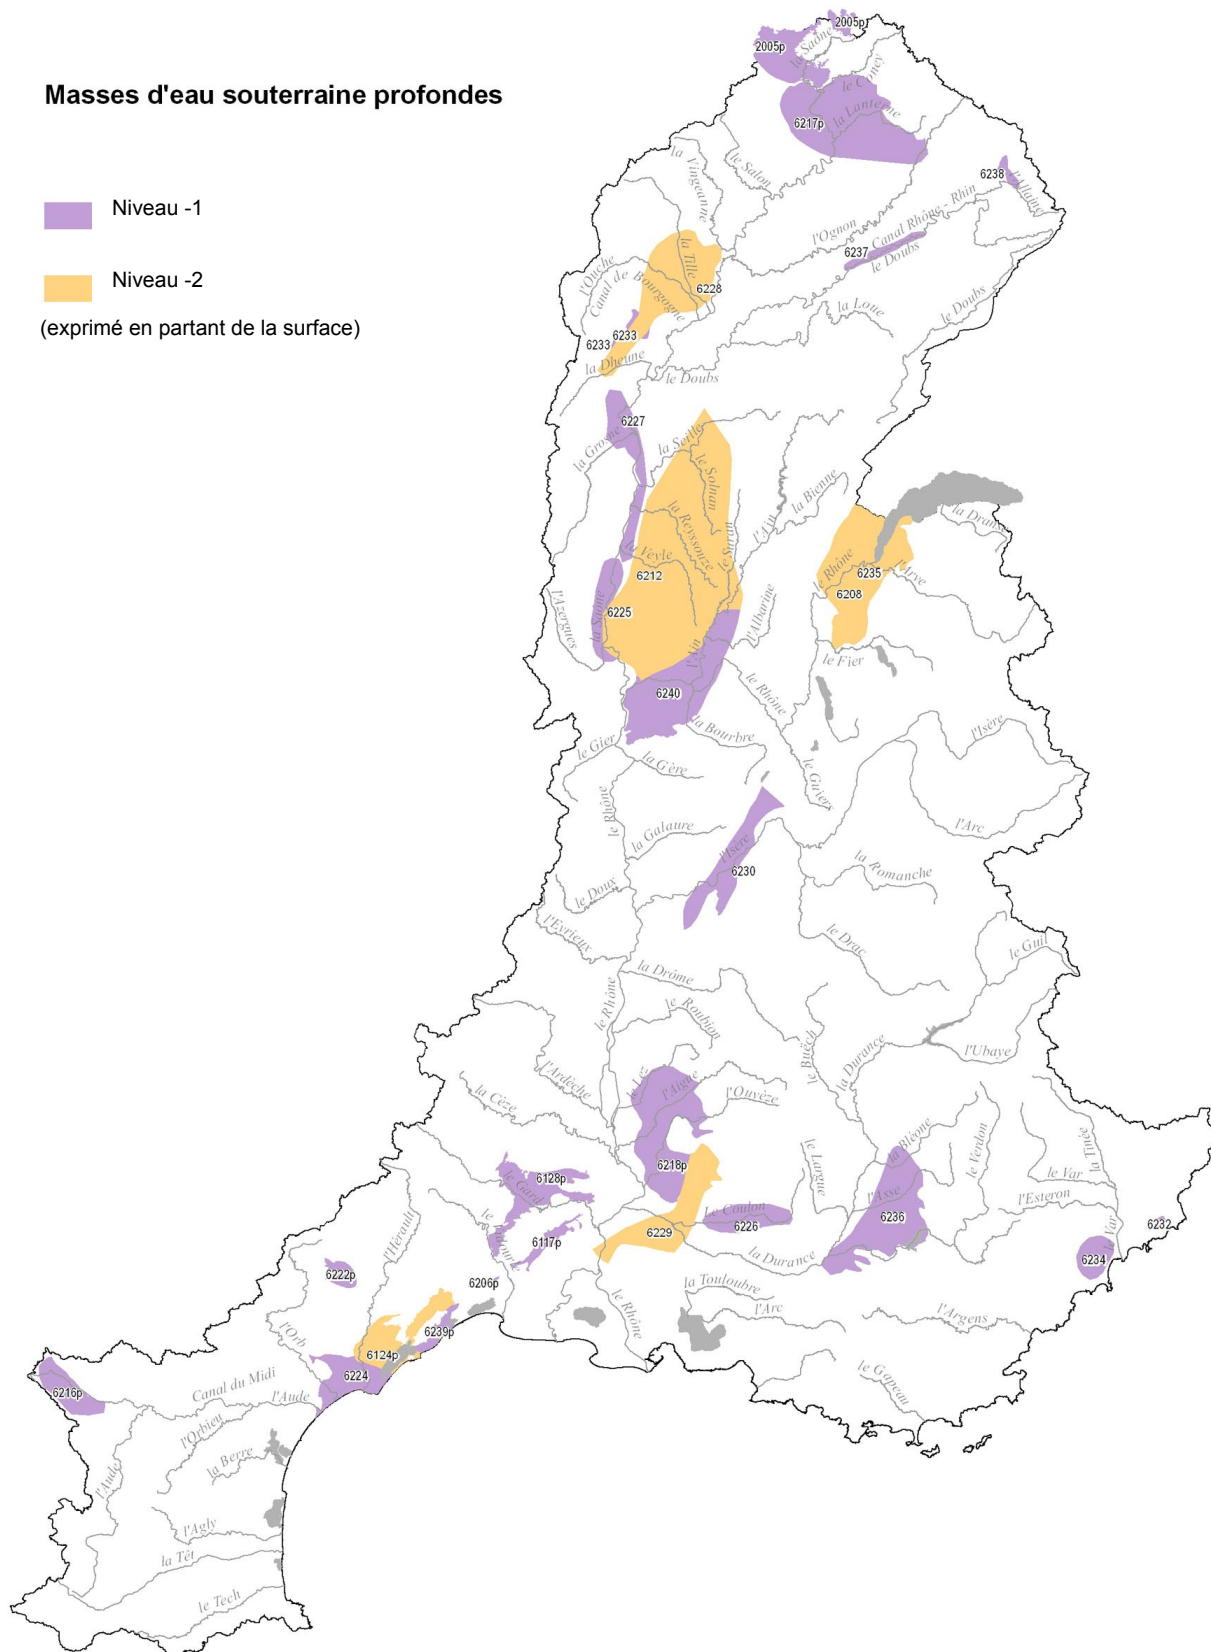 Masses d'eau souterraine profondes
Niveau -1
Niveau -2
(exprimé en partant de la surface)
2005p
2005p
la Saône
le Coney
la Lanterne
6217p
la Vingeanne
le Salon
6238
l'Allaine
Canal Rhône - Rhin
l'Ognon
6237
le Doubs
la Tille
l'Ouche
Canal de Bourgogne
6228
la Loue
le Doubs
6233
6233
la Dheune
le Doubs
6227
la Grosne
la Seille
le Solnan
la Bienne
l'Ain
la Reyssouze
le Suran
la Veyle
6212
6225
la Saône
l'Azergues
l'Albarine
l'Ain
6240
le Rhône
6235
l'Arve
6208
le Fier
le Rhône
la Bourbre
le Gier
la Gère
le Guiers
l'Isère
le Rhône
l'Arc
la Galaure
l'Isère
6230
la Romanche
le Doux
l'Eyrieux
le Drac
le Guil
la Drôme
le Rhône
le Roubion
le Buëch
la Durance
l'Ubaye
l'Ardèche
la Cèze
le Lez
l'Aigue
l'Ouvèze
la Bléone
le Verdon
la Tinée
le Largue
6218p
6128p
le Gard
le Var
l'Esteron
l'Asse
Le Coulon
6226
6236
6232
6229
6117p
la Durance
le Var
6234
l'Hérault
6222p
6206p
la Touloubre
l'Arc
le Rhône
l'Argens
l'Orb
6239p
6124p
6224
le Gapeau
6216p
Canal du Midi
l'Aude
l'Orbieu
la Berre
l'Aude
l'Agly
la Têt
le Tech